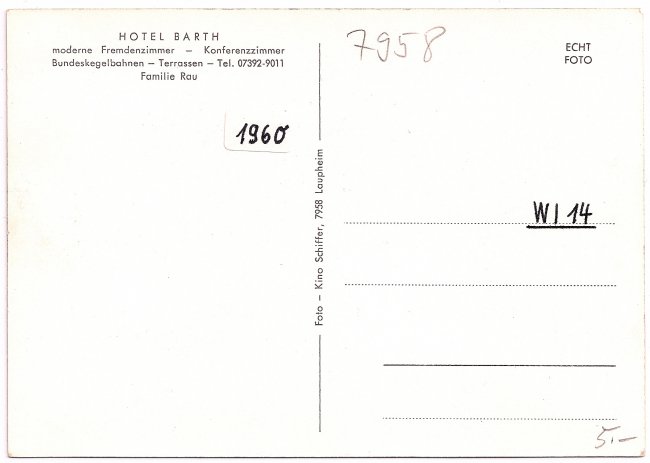 HOTEL BARTH
moderne Fremdenzimmer – Konferenzzimmer
Bundeskegelbahnen – Terrassen – Tel. 07392-9011
Familie Rau
1960
Foto – Kino Schiffer, 7958 Laupheim
7958
ECHT
FOTO
WI 14
5.–